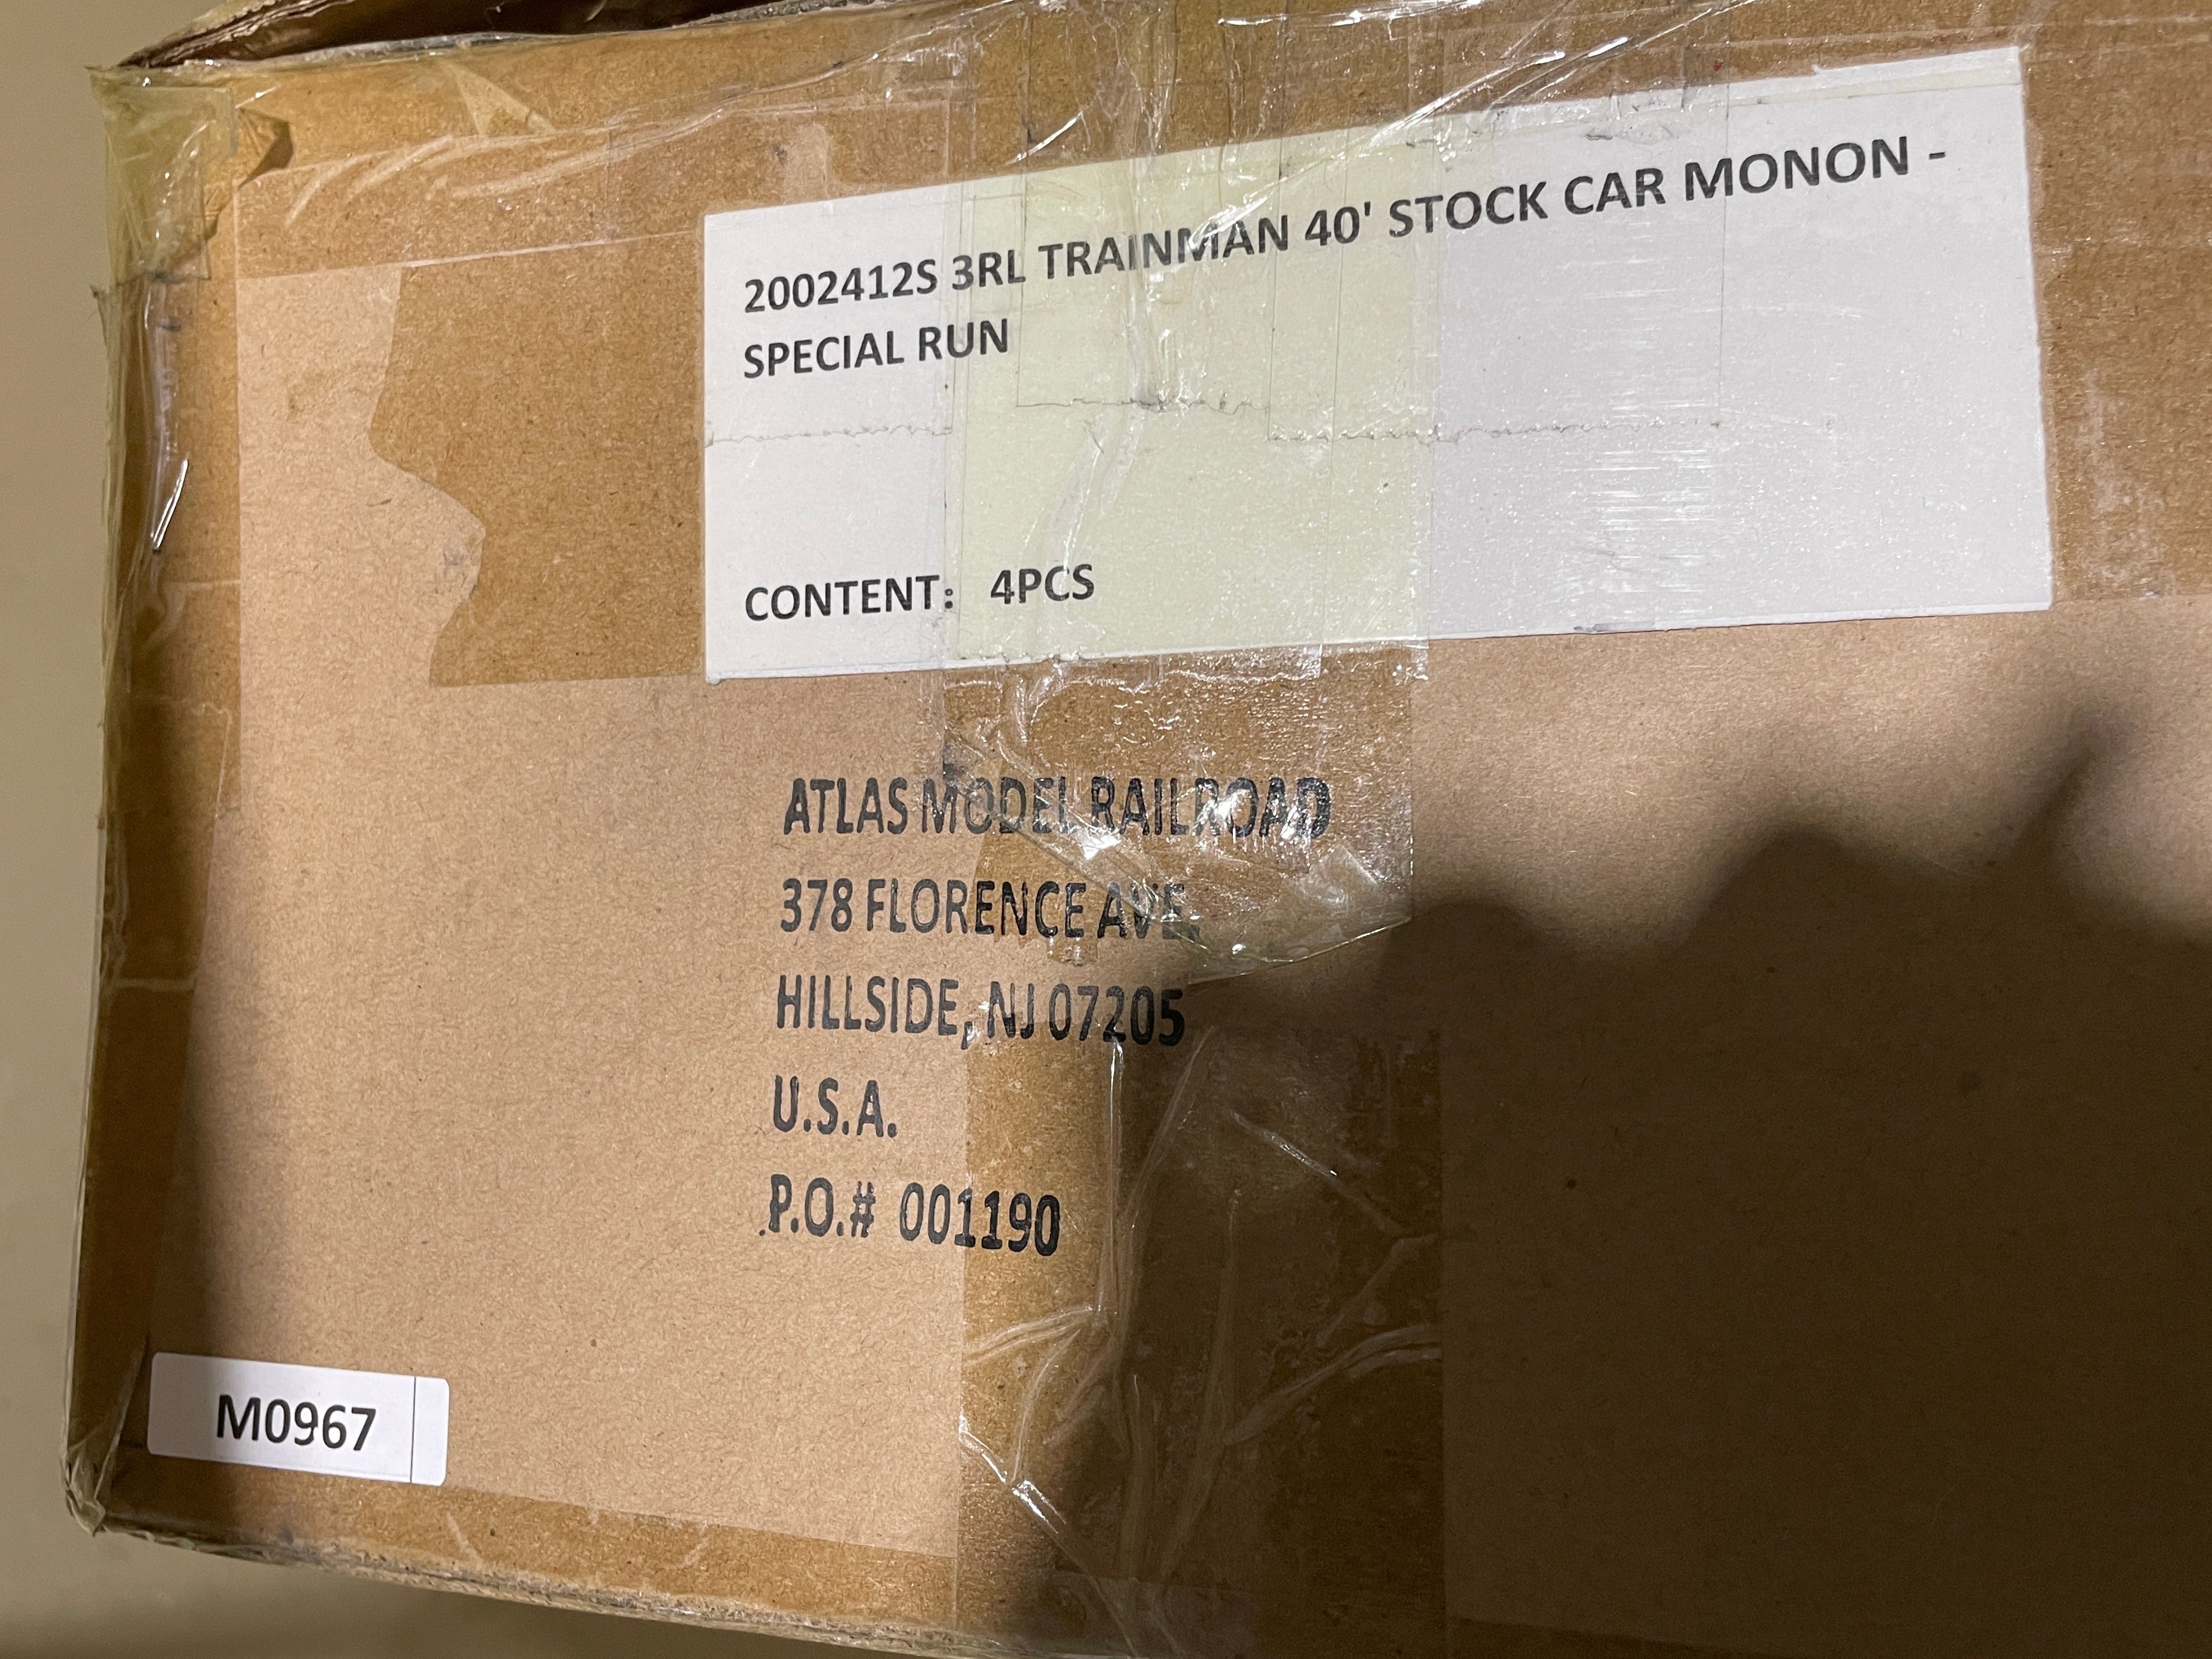 2002412S 3RL TRAINMAN 40' STOCK CAR MONON -
SPECIAL RUN
CONTENT: 4PCS
ATLAS MODEL RAILROAD
378 FLORENCE AVE.
HILLSIDE, NJ 07205
U.S.A.
P.O.# 001190
M0967